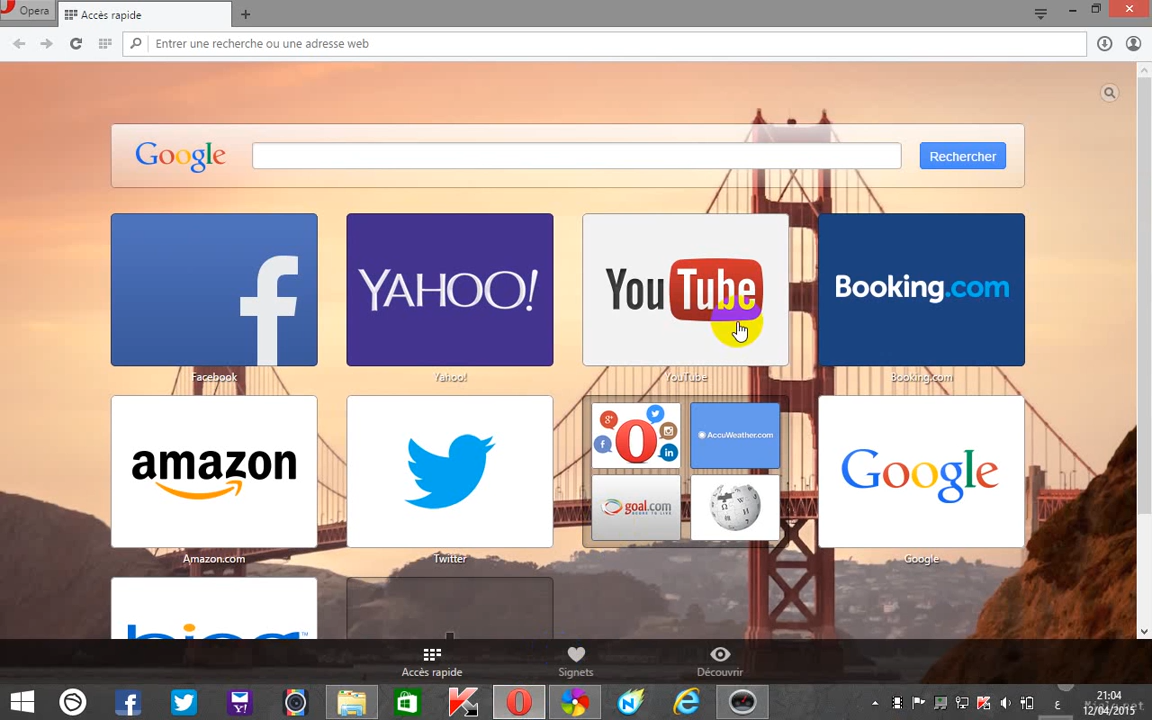 Opera
Accès rapide
Entrer une recherche ou une adresse web
Google
Rechercher
f
YAHOO!
YouTube
Booking.com
Facebook
Yahoo!
YouTube
Booking.com
amazon
AccuWeather.com
goal.com
Google
Amazon.com
Twitter
Google
bing
Accès rapide
Signets
Découvrir
21:04
ع
12/04/2015